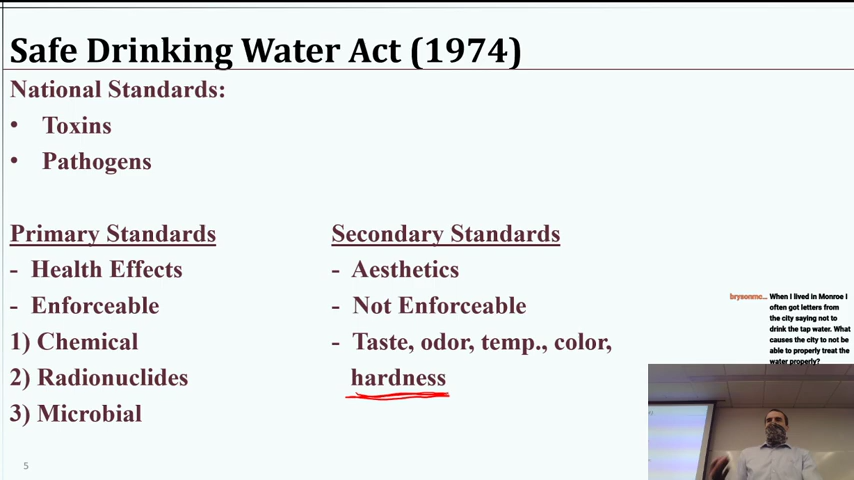 Safe Drinking Water Act (1974)
National Standards:
• Toxins
• Pathogens
Primary Standards
- Health Effects
- Enforceable
1) Chemical
2) Radionuclides
3) Microbial
Secondary Standards
- Aesthetics
- Not Enforceable
- Taste, odor, temp., color,
hardness
brysonmc... When I lived in Monroe I
often got letters from
the city saying not to
drink the tap water. What
causes the city to not be
able to properly treat the
water properly?
5